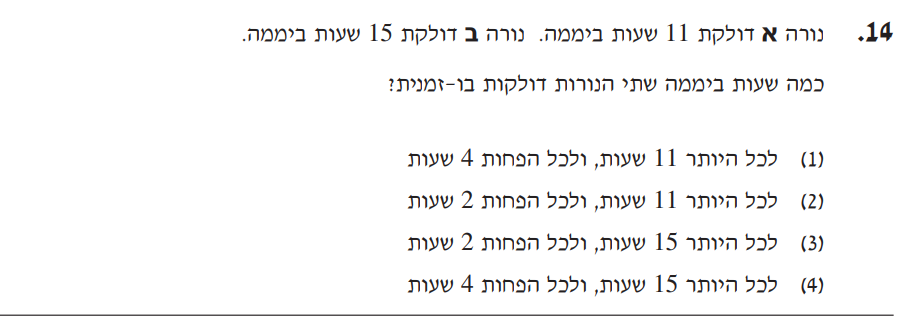 14. נורה א דולקת 11 שעות ביממה. נורה ב דולקת 15 שעות ביממה.
כמה שעות ביממה שתי הנורות דולקות בו-זמנית?
(1) לכל היותר 11 שעות, ולכל הפחות 4 שעות
(2) לכל היותר 11 שעות, ולכל הפחות 2 שעות
(3) לכל היותר 15 שעות, ולכל הפחות 2 שעות
(4) לכל היותר 15 שעות, ולכל הפחות 4 שעות